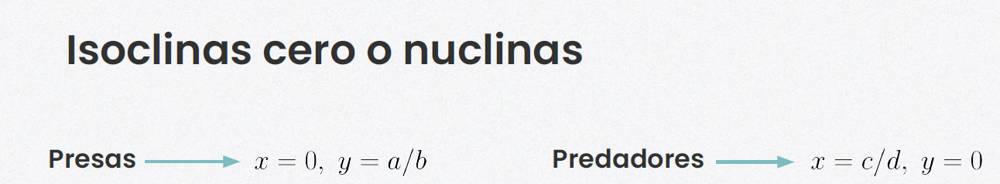 Isoclinas cero o nuclinas
Presas x = 0, y = a/b Predadores x = c/d, y = 0